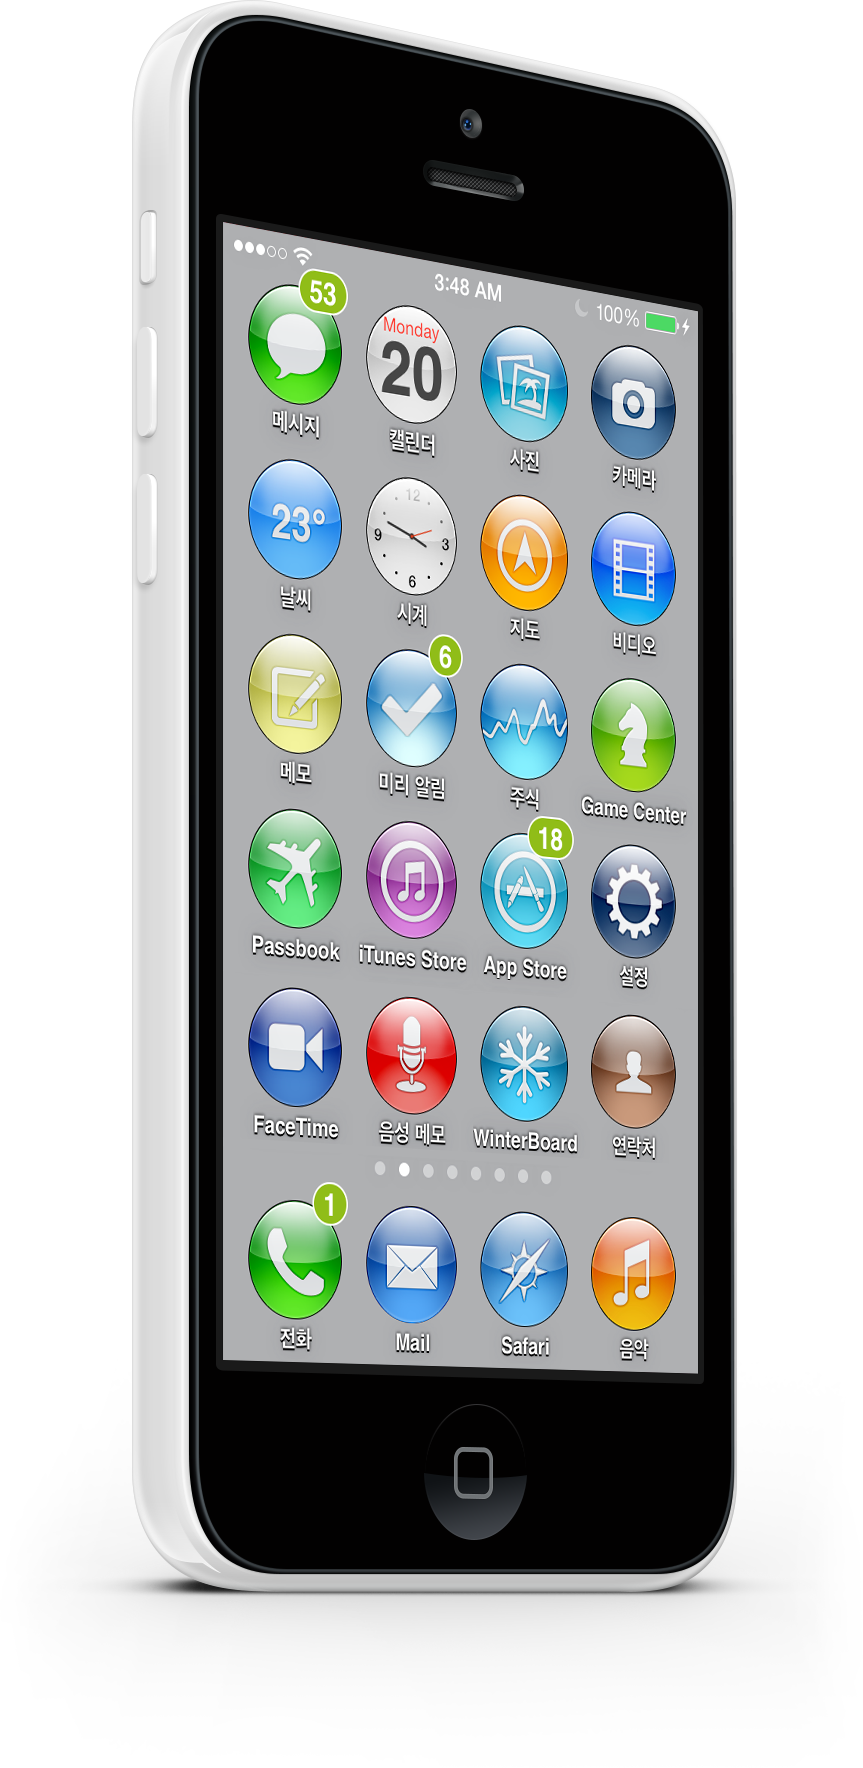 3:48 AM
100%
53
Monday
20
메시지
캘린더
사진
카메라
23°
12
9
3
6
날씨
시계
지도
비디오
6
메모
미리 알림
주식
Game Center
18
Passbook
iTunes Store
App Store
설정
FaceTime
음성 메모
WinterBoard
연락처
1
전화
Mail
Safari
음악